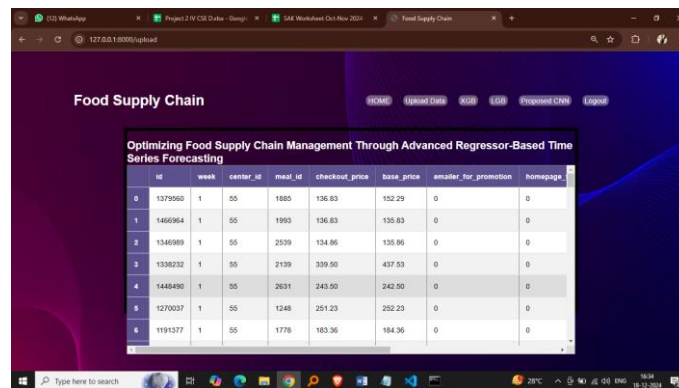 (12) WhatsApp
Project 2 IV CSE D.xlsx - Google
SAK Worksheet Oct-Nov 2024
Food Supply Chain
127.0.0.1:8000/upload
Food Supply Chain
HOME Upload Data XGB LGB Proposed CNN Logout
Optimizing Food Supply Chain Management Through Advanced Regressor-Based Time
Series Forecasting
id week center_id meal_id checkout_price base_price emailer_for_promotion homepage_
0 1379560 1 55 1885 136.83 152.29 0 0
1 1466964 1 55 1993 136.83 135.83 0 0
2 1346989 1 55 2539 134.86 135.86 0 0
3 1338232 1 55 2139 339.50 437.53 0 0
4 1448490 1 55 2631 243.50 242.50 0 0
5 1270037 1 55 1248 251.23 252.23 0 0
6 1191377 1 55 1778 183.36 184.36 0 0
Type here to search
28°C
ENG
16:34
18-12-2024